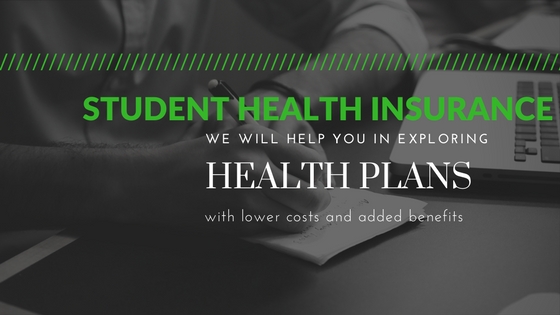 STUDENT HEALTH INSURANCE
WE WILL HELP YOU IN EXPLORING
HEALTH PLANS
with lower costs and added benefits